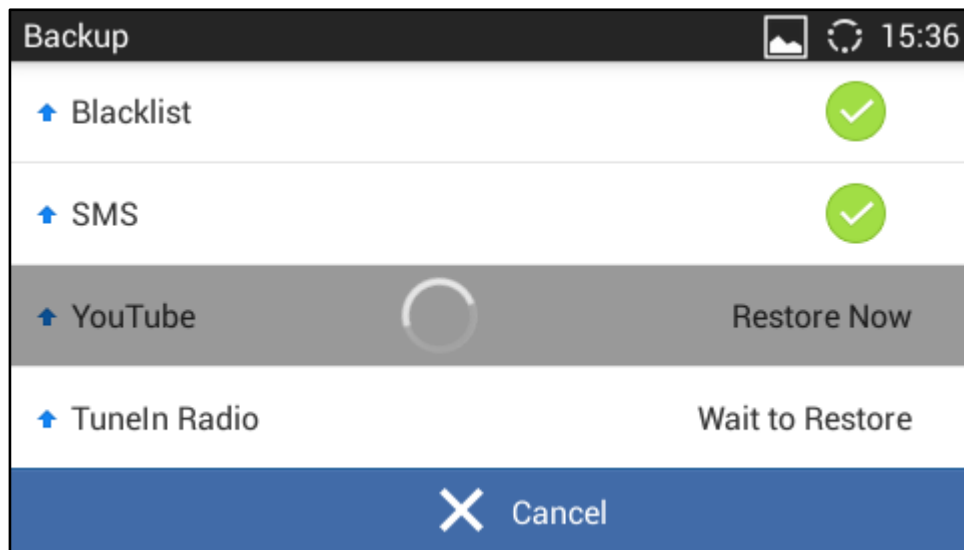 Backup 15:36
Blacklist
SMS
YouTube Restore Now
TuneIn Radio Wait to Restore
Cancel